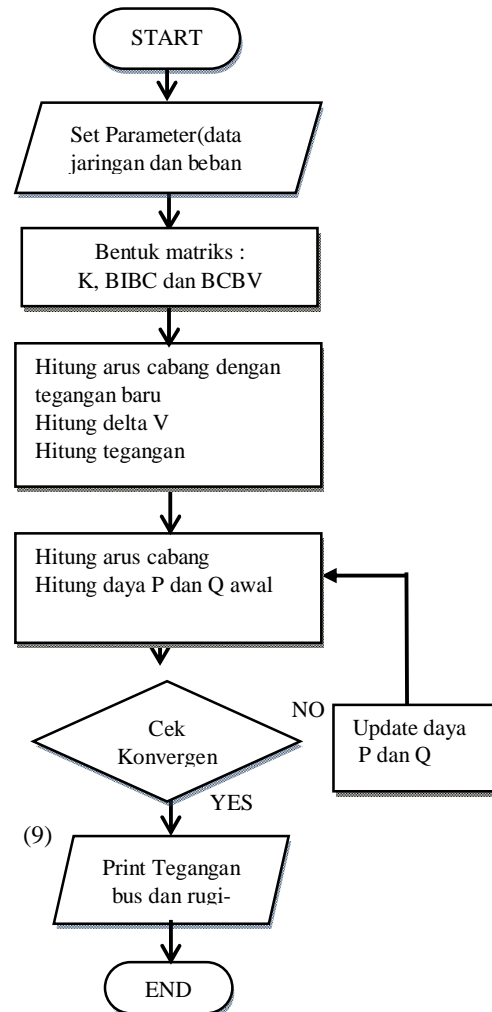 START
Set Parameter(data
jaringan dan beban
Bentuk matriks :
K, BIBC dan BCBV
Hitung arus cabang dengan
tegangan baru
Hitung delta V
Hitung tegangan
Hitung arus cabang
Hitung daya P dan Q awal
Cek
Konvergen
NO
Update daya
P dan Q
YES
(9)
Print Tegangan
bus dan rugi-
END